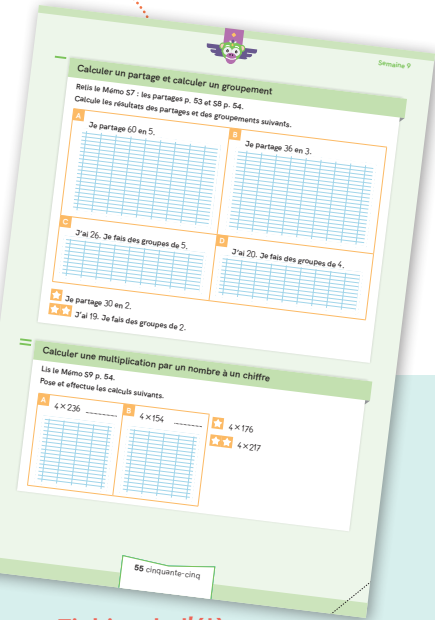 Semaine 9
Calculer un partage et calculer un groupement
Relis le Mémo S7 : les partages p. 53 et S8 p. 54.
Calcule les résultats des partages et des groupements suivants.
A
Je partage 60 en 5.
B
Je partage 36 en 3.
C
J'ai 26. Je fais des groupes de 5.
D
J'ai 20. Je fais des groupes de 4.
Je partage 30 en 2.
J'ai 19. Je fais des groupes de 2.
Calculer une multiplication par un nombre à un chiffre
Lis le Mémo S9 p. 54.
Pose et effectue les calculs suivants.
A
4 × 236
B
4 × 154
4 × 176
4 × 217
55 cinquante-cinq